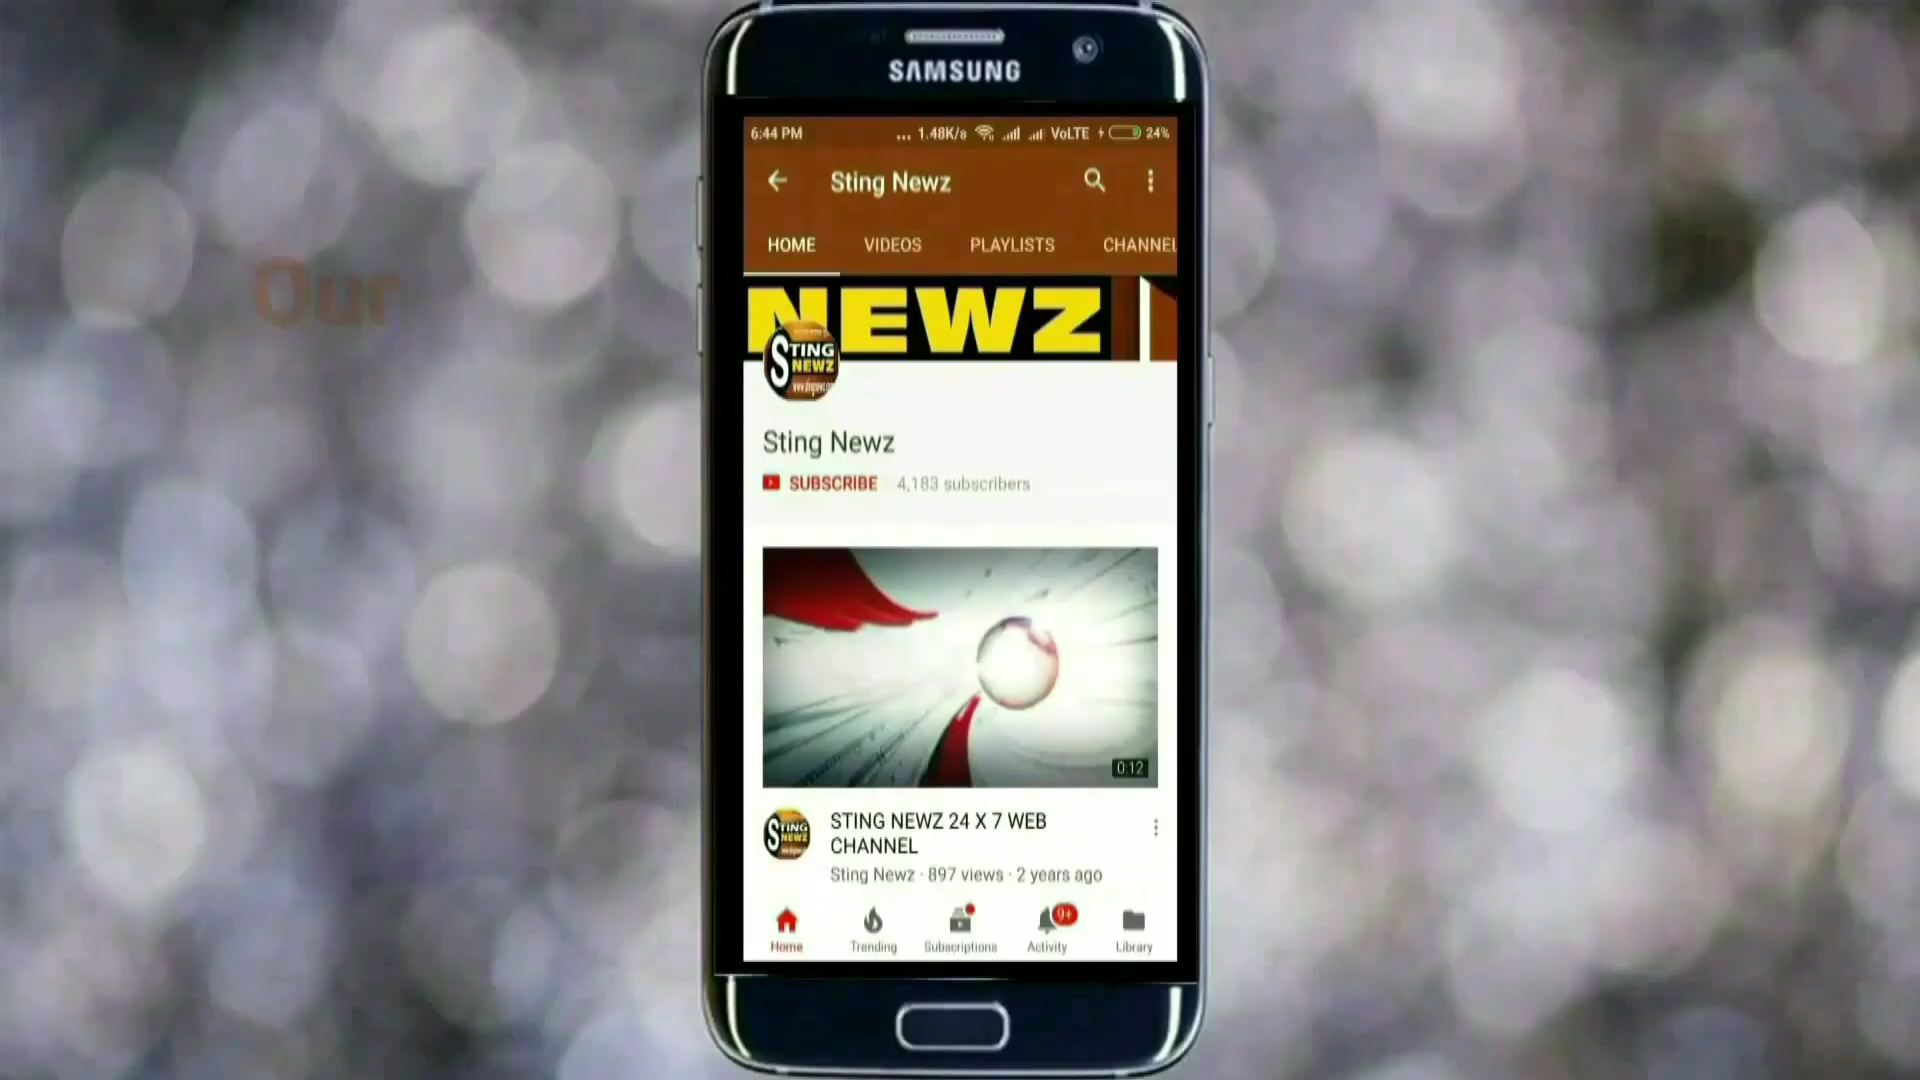 SAMSUNG
6:44 PM ... 1.48K/s VoLTE 24%
Sting Newz
HOME VIDEOS PLAYLISTS CHANNEL
Our
NEWZ
STING
NEWZ
Sting Newz
SUBSCRIBE 4,183 subscribers
0:12
STING
NEWZ
STING NEWZ 24 X 7 WEB
CHANNEL
Sting Newz · 897 views · 2 years ago
9+
Home Trending Subscriptions Activity Library